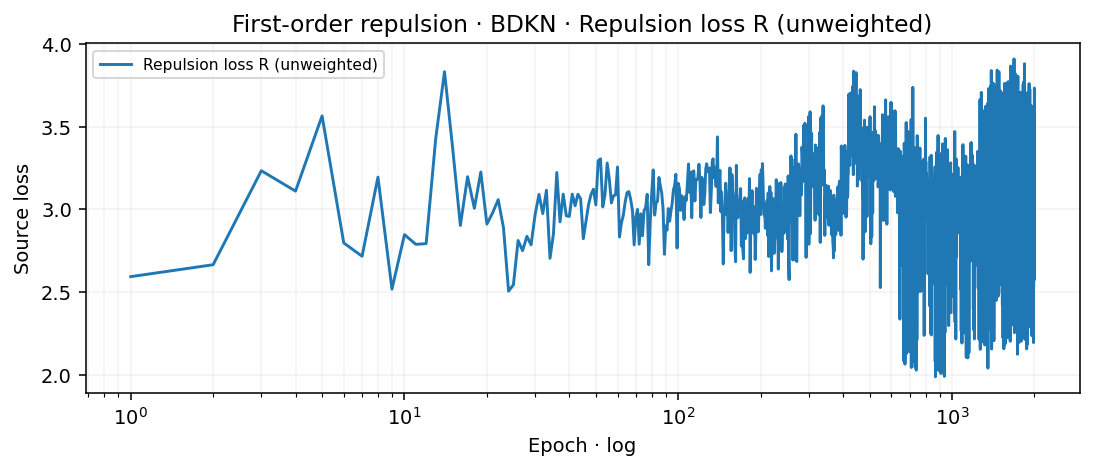 First-order repulsion · BDKN · Repulsion loss R (unweighted)
Repulsion loss R (unweighted)
Source loss
4.0
3.5
3.0
2.5
2.0
10⁰ 10¹ 10² 10³
Epoch · log